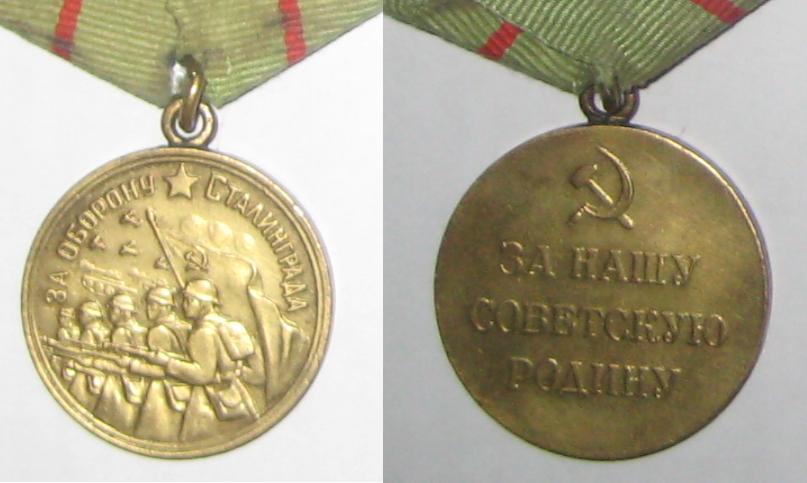 ЗА ОБОРОНУ СТАЛИНГРАДА
ЗА НАШУ
СОВЕТСКУЮ
РОДИНУ